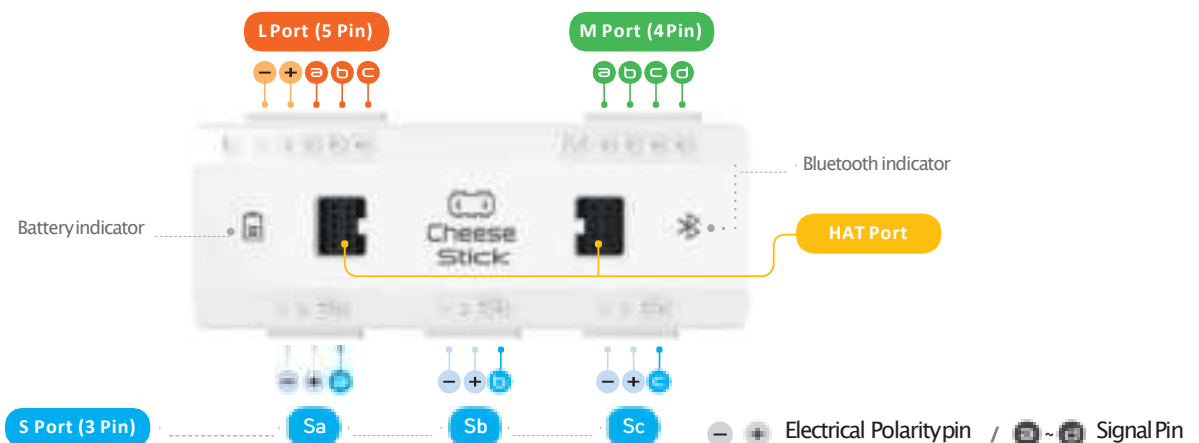 L Port (5 Pin)
M Port (4Pin)
- + a b c
a b c d
Bluetooth indicator
Battery indicator
Cheese
Stick
HAT Port
- +
- + b
- + c
S Port (3 Pin)
Sa
Sb
Sc
- + Electrical Polarity pin / ~ Signal Pin